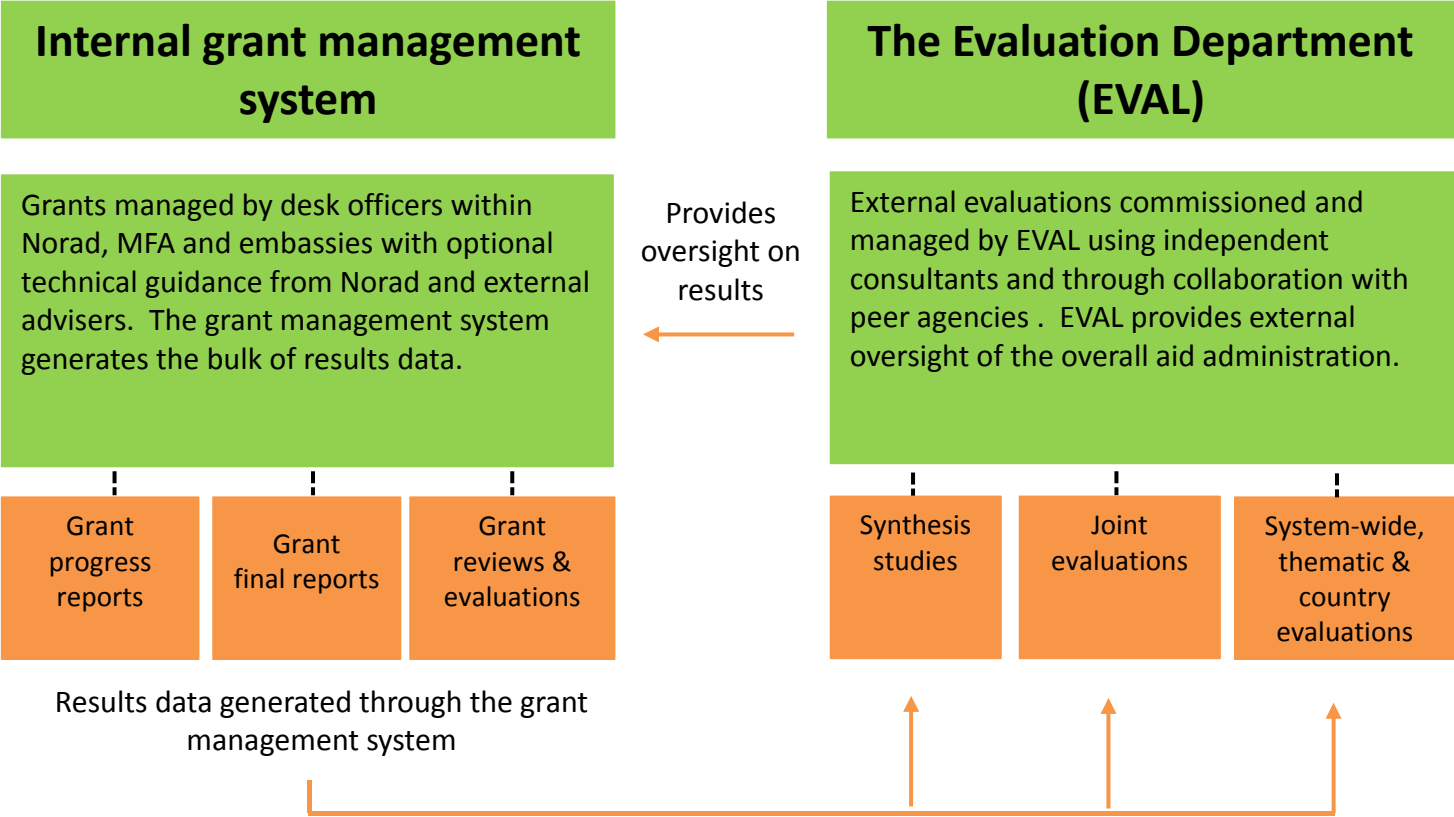 Internal grant management
system
The Evaluation Department
(EVAL)
Grants managed by desk officers within
Norad, MFA and embassies with optional
technical guidance from Norad and external
advisers.  The grant management system
generates the bulk of results data.
Provides
oversight on
results
External evaluations commissioned and
managed by EVAL using independent
consultants and through collaboration with
peer agencies .  EVAL provides external
oversight of the overall aid administration.
Grant
progress
reports
Grant
final reports
Grant
reviews &
evaluations
Synthesis
studies
Joint
evaluations
System-wide,
thematic &
country
evaluations
Results data generated through the grant
management system